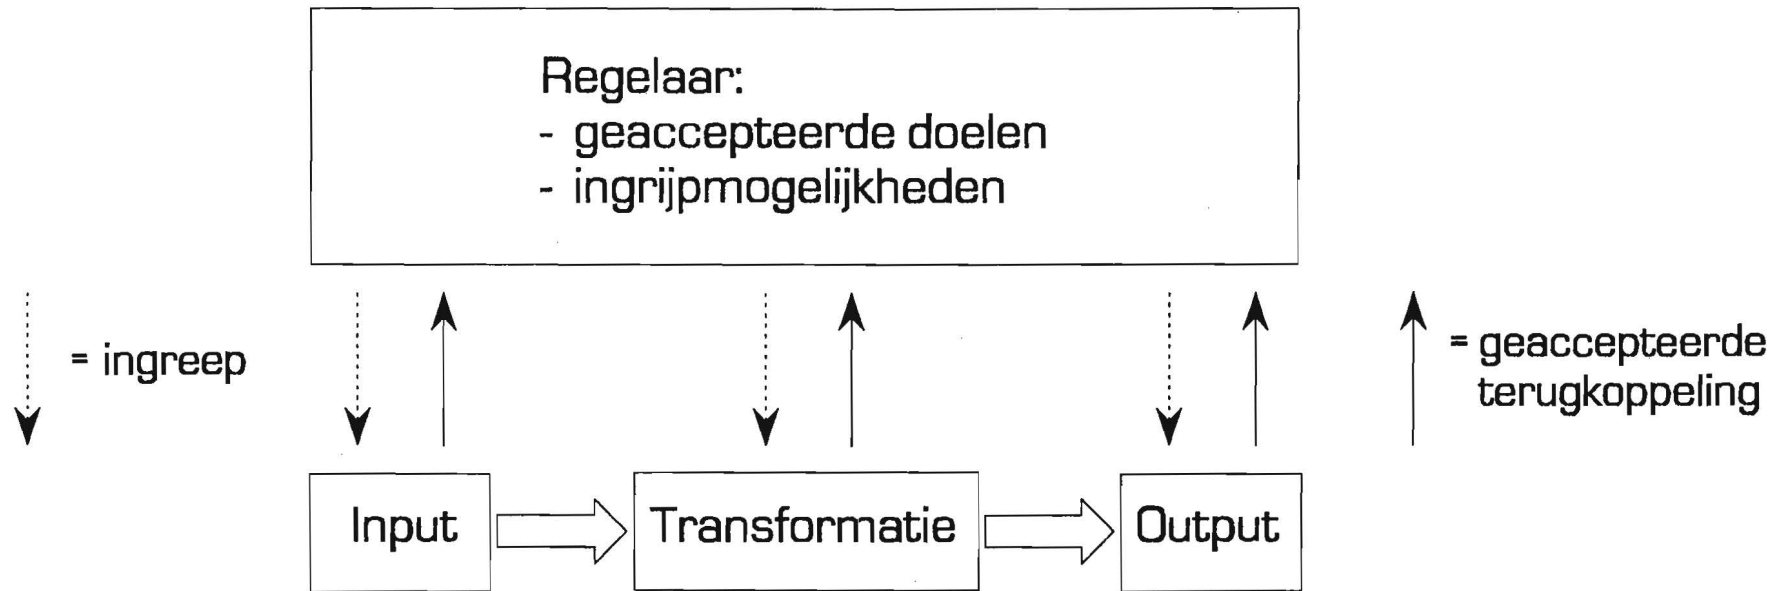 Regelaar:
- geaccepteerde doelen
- ingrijpmogelijkheden
= ingreep
= geaccepteerde
terugkoppeling
Input
Transformatie
Output